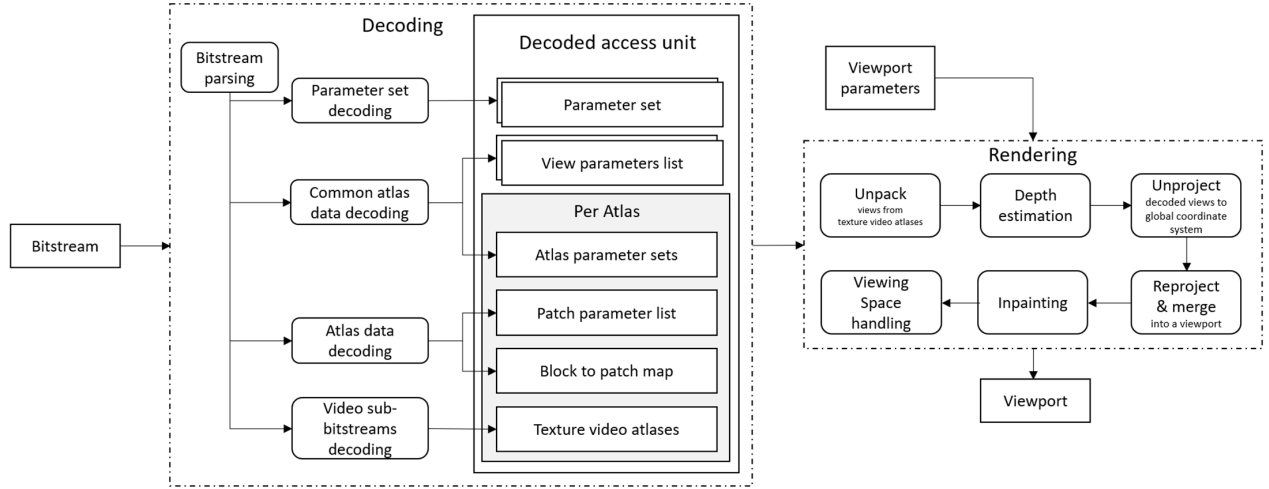 Bitstream
Decoding
Bitstream
parsing
Parameter set
decoding
Common atlas
data decoding
Atlas data
decoding
Video sub-
bitstreams
decoding
Decoded access unit
Parameter set
View parameters list
Per Atlas
Atlas parameter sets
Patch parameter list
Block to patch map
Texture video atlases
Viewport
parameters
Rendering
Unpack
views from
texture video atlases
Depth
estimation
Unproject
decoded views to
global coordinate
system
Reproject
& merge
into a viewport
Inpainting
Viewing
Space
handling
Viewport